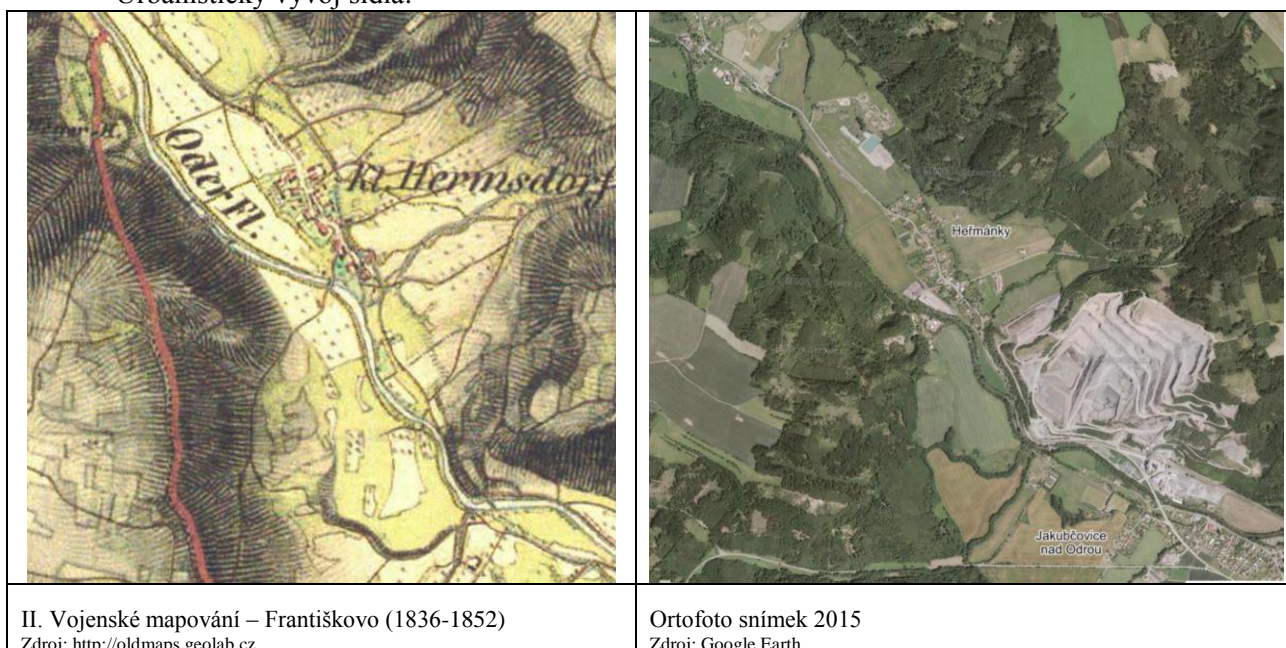 Urbanistický vývoj sídla:
Oder Fl.
Kl. Hermsdorf
Heřmánky
Jakubčovice
nad Odrou
II. Vojenské mapování – Františkovo (1836-1852)
Zdroj: http://oldmaps.geolab.cz
Ortofoto snímek 2015
Zdroj: Google Earth